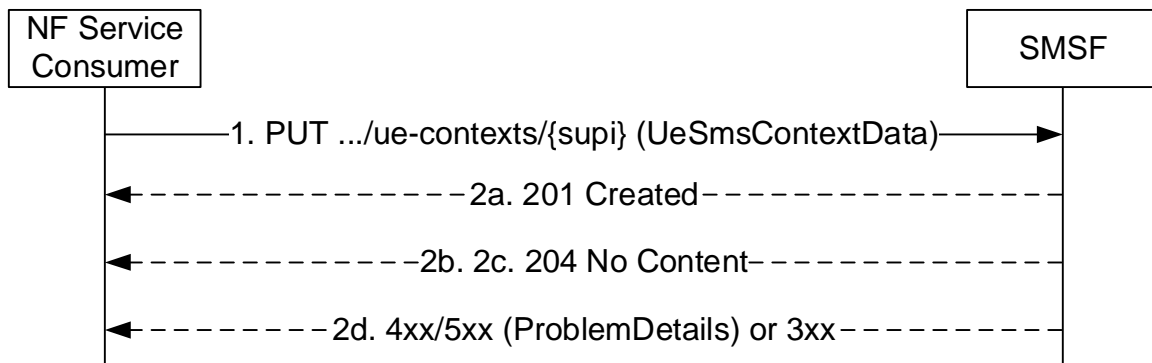 NF Service
Consumer
SMSF
1. PUT .../ue-contexts/{supi} (UeSmsContextData)
2a. 201 Created
2b. 2c. 204 No Content
2d. 4xx/5xx (ProblemDetails) or 3xx